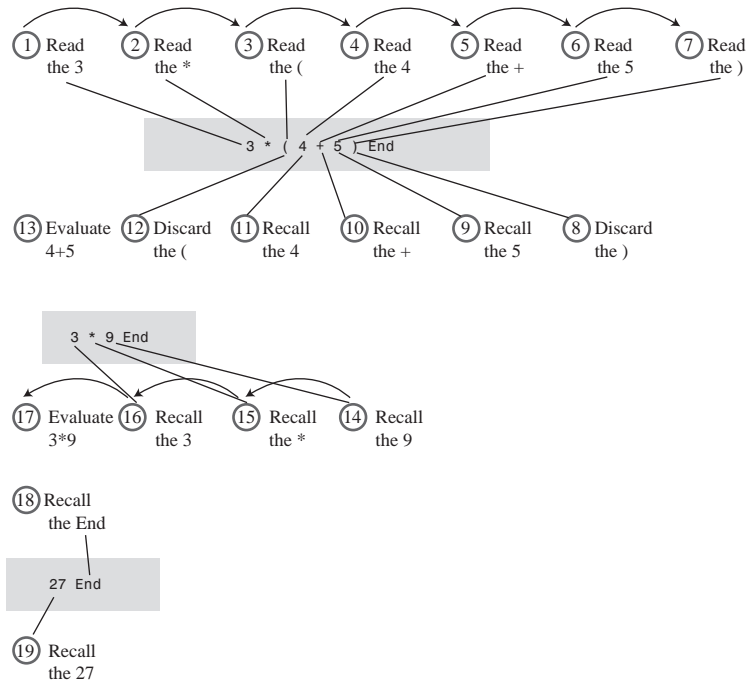 1 Read 2 Read 3 Read 4 Read 5 Read 6 Read 7 Read
the 3 the * the ( the 4 the + the 5 the )
3 * ( 4 + 5 ) End
13 Evaluate 12 Discard 11 Recall 10 Recall 9 Recall 8 Discard
4+5 the ( the 4 the + the 5 the )
3 * 9 End
17 Evaluate 16 Recall 15 Recall 14 Recall
3*9 the 3 the * the 9
18 Recall
the End
27 End
19 Recall
the 27